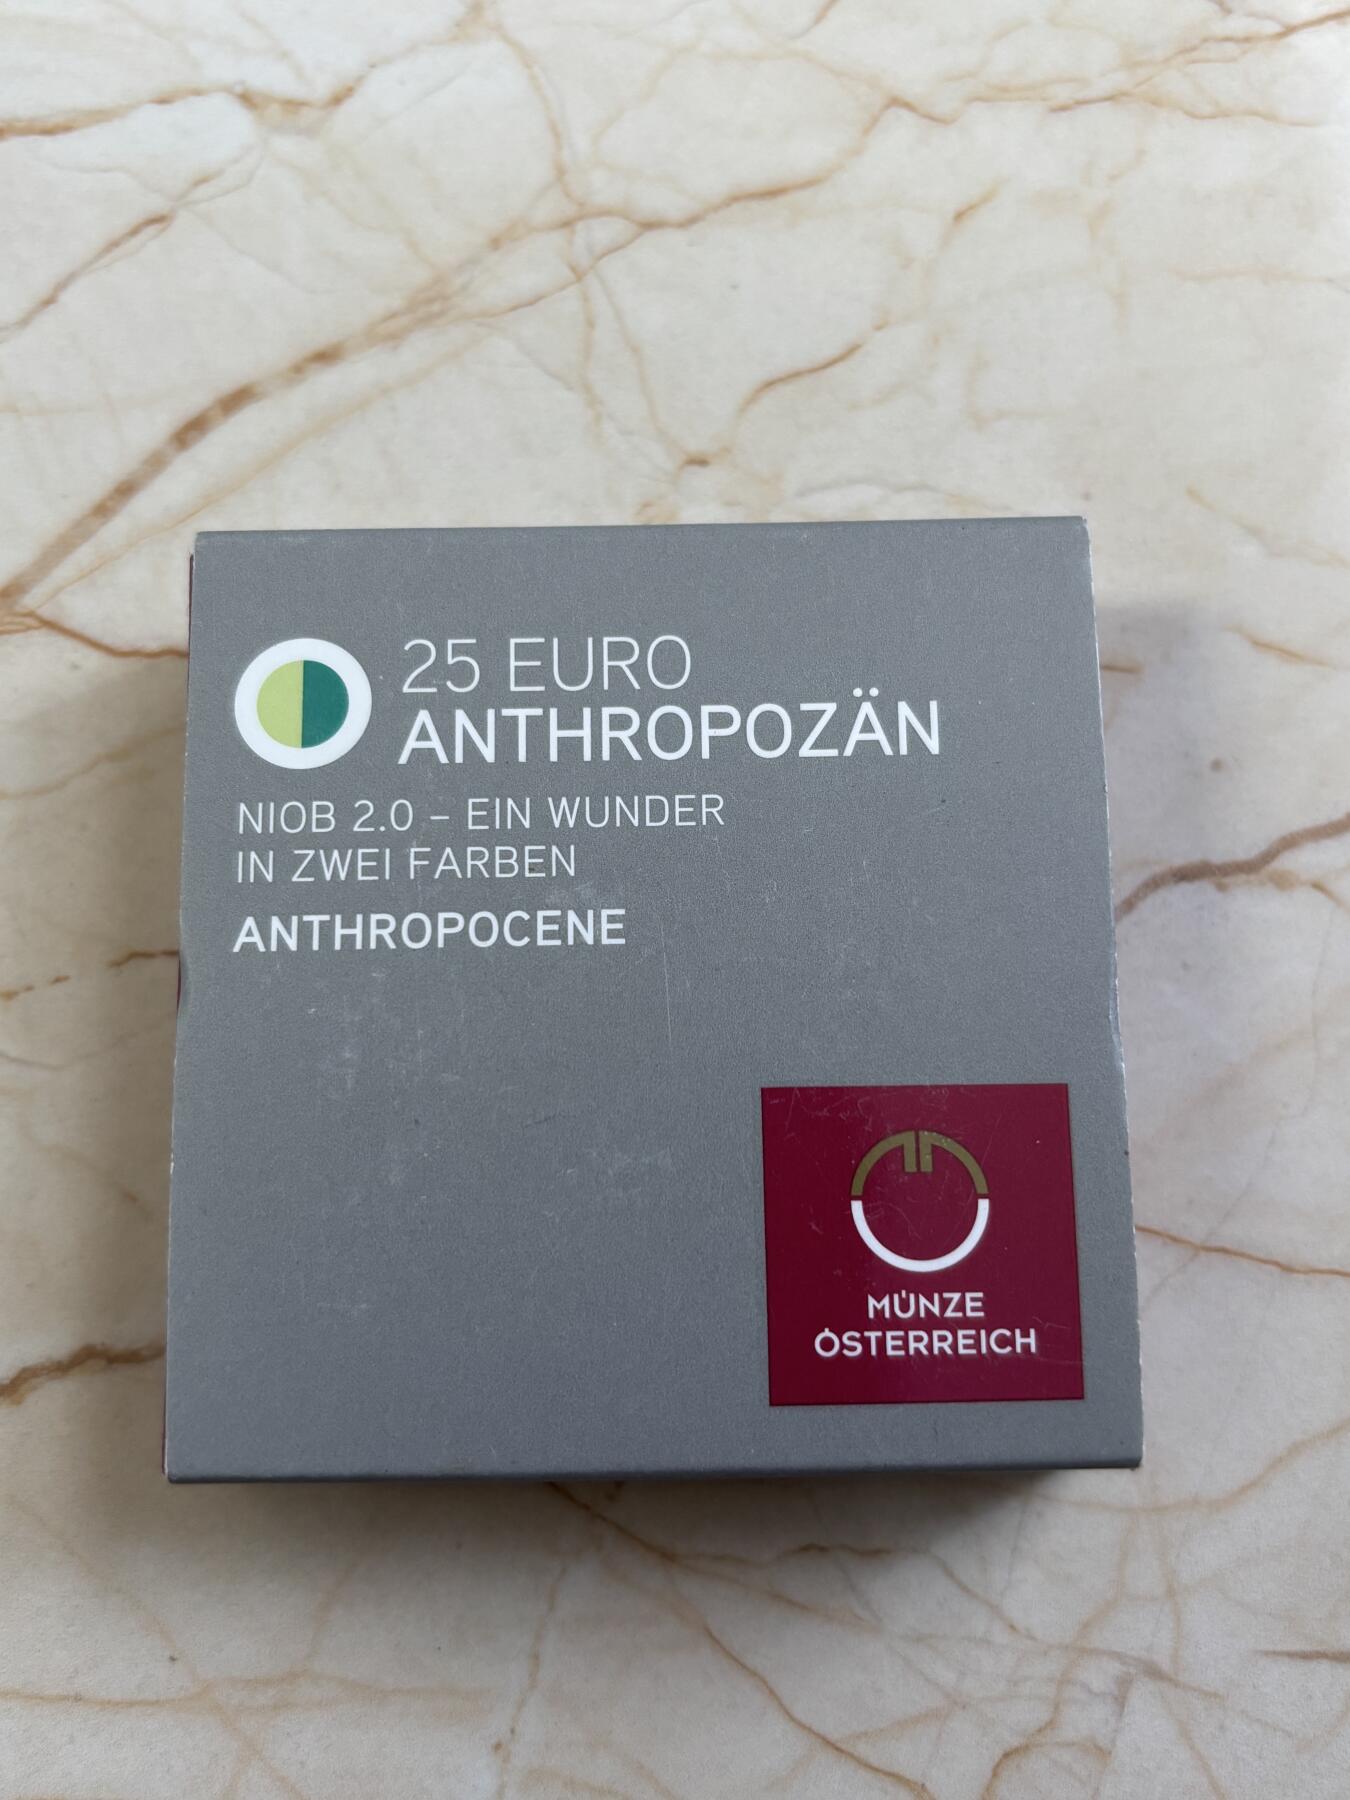 25 EURO
ANTHROPOZÄN
NIOB 2.0 – EIN WUNDER
IN ZWEI FARBEN
ANTHROPOCENE
MÜNZE
ÖSTERREICH